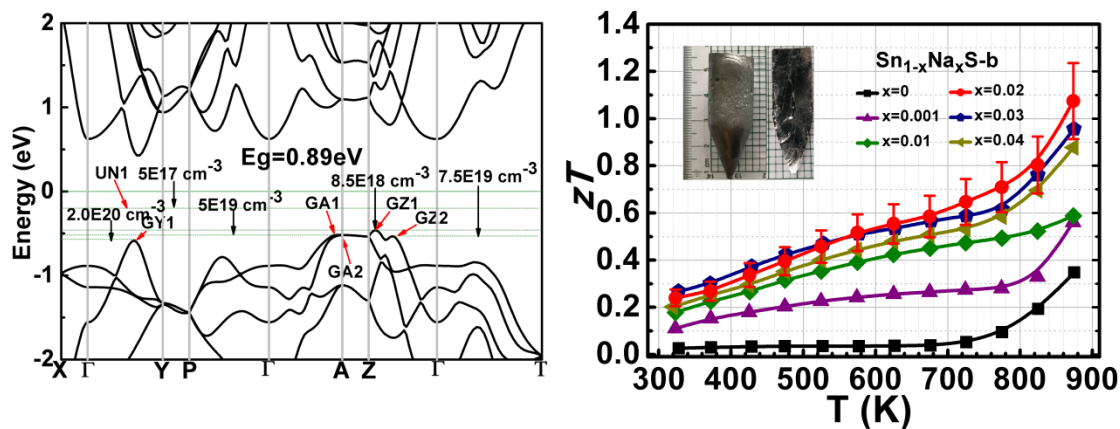 2
1
0
-1
-2
Energy (eV)
Eg=0.89eV
UN1
5E17 cm-3
8.5E18 cm-3
7.5E19 cm-3
2.0E20 cm-3
GY1
5E19 cm-3
GA1
GZ1
GZ2
GA2
X Γ Y P Γ A Z Γ T
1.4
1.2
1.0
0.8
0.6
0.4
0.2
0.0
zT
Sn1-xNaxS-b
x=0 x=0.02
x=0.001 x=0.03
x=0.01 x=0.04
300 400 500 600 700 800 900
T (K)